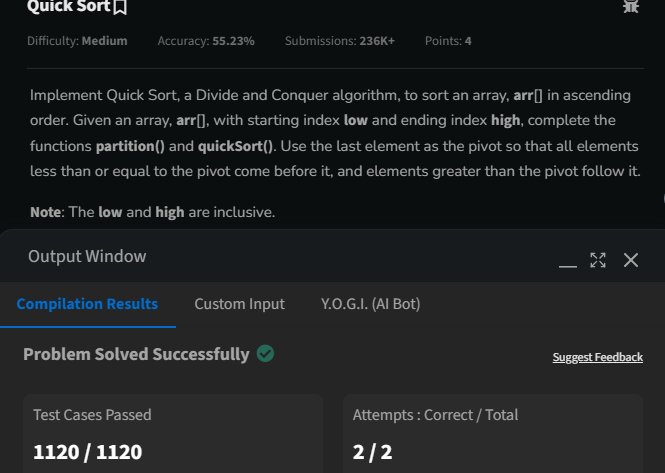 Quick Sort
Difficulty: Medium Accuracy: 55.23% Submissions: 236K+ Points: 4
Implement Quick Sort, a Divide and Conquer algorithm, to sort an array, arr[] in ascending
order. Given an array, arr[], with starting index low and ending index high, complete the
functions partition() and quickSort(). Use the last element as the pivot so that all elements
less than or equal to the pivot come before it, and elements greater than the pivot follow it.
Note: The low and high are inclusive.
Output Window
Compilation Results Custom Input Y.O.G.I. (AI Bot)
Problem Solved Successfully
Suggest Feedback
Test Cases Passed Attempts : Correct / Total
1120 / 1120 2 / 2